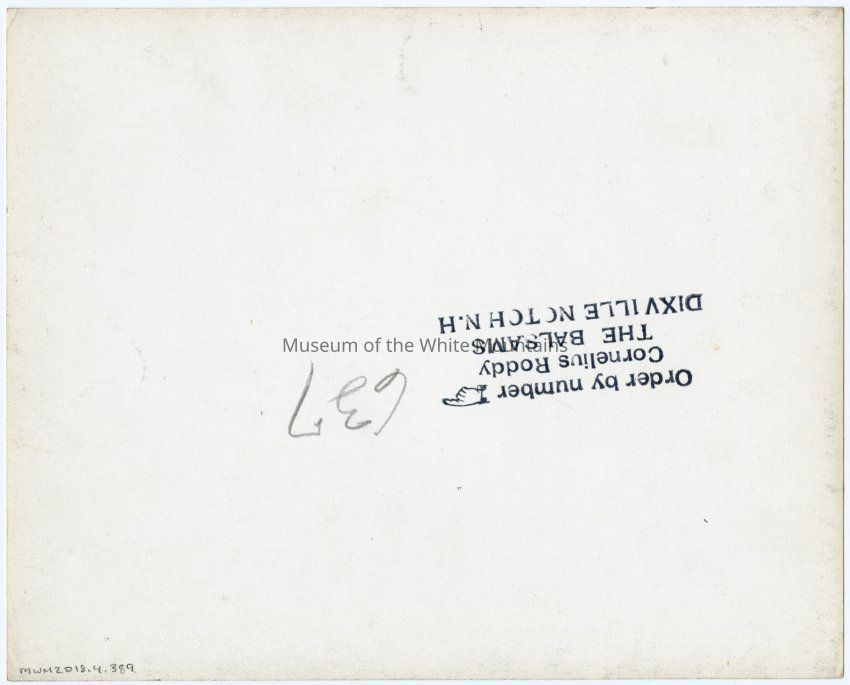 Order by number
Cornelius Roddy
THE BALSAMS
DIXVILLE NOTCH N.H
637
Museum of the White Mountains
MWM2018.4.389